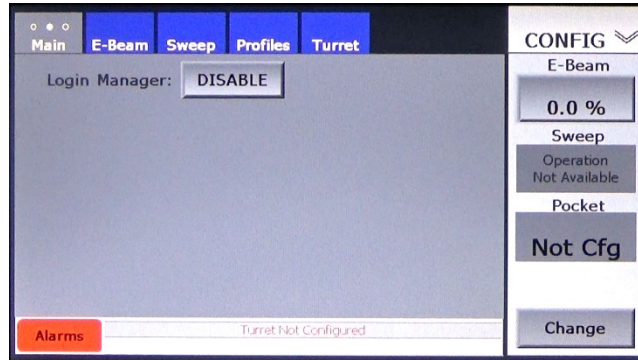 Main
E-Beam
Sweep
Profiles
Turret
CONFIG
Login Manager:
DISABLE
E-Beam
0.0 %
Sweep
Operation
Not Available
Pocket
Not Cfg
Change
Alarms
Turret Not Configured